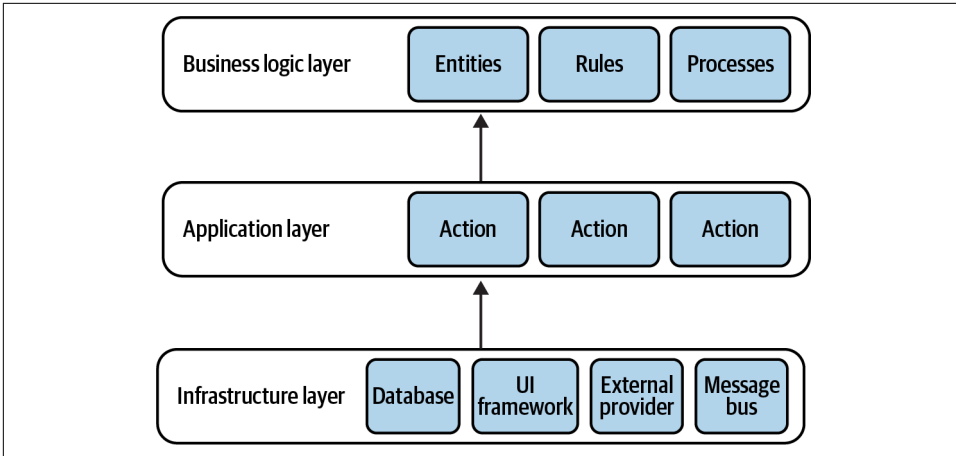 Business logic layer
Entities
Rules
Processes
Application layer
Action
Action
Action
Infrastructure layer
Database
UI
framework
External
provider
Message
bus